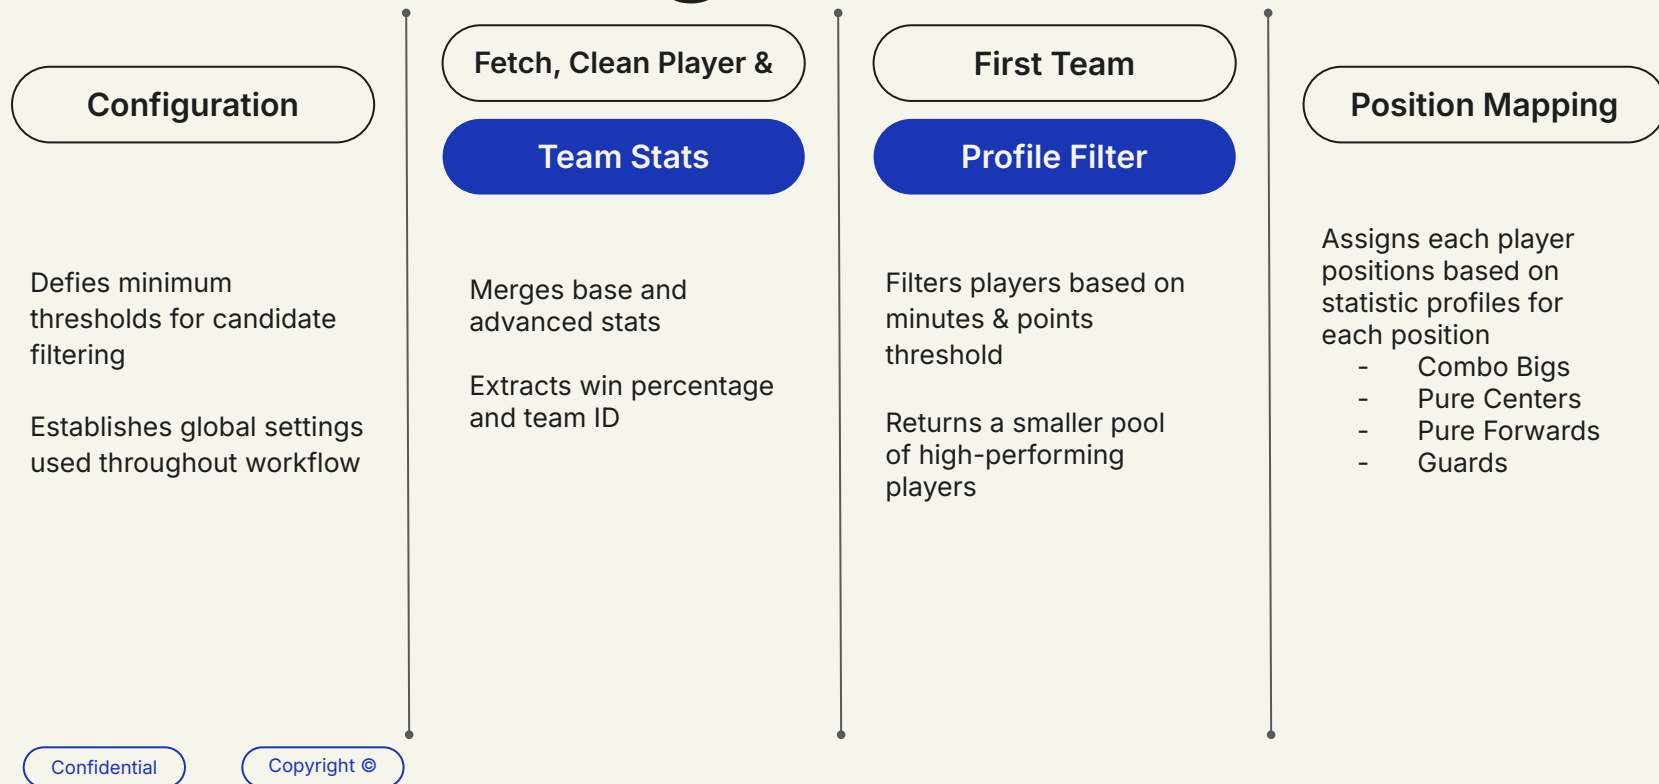 Configuration
Defies minimum
thresholds for candidate
filtering
Establishes global settings
used throughout workflow
Fetch, Clean Player &
Team Stats
Merges base and
advanced stats
Extracts win percentage
and team ID
First Team
Profile Filter
Filters players based on
minutes & points
threshold
Returns a smaller pool
of high-performing
players
Position Mapping
Assigns each player
positions based on
statistic profiles for
each position
- Combo Bigs
- Pure Centers
- Pure Forwards
- Guards
Confidential
Copyright ©